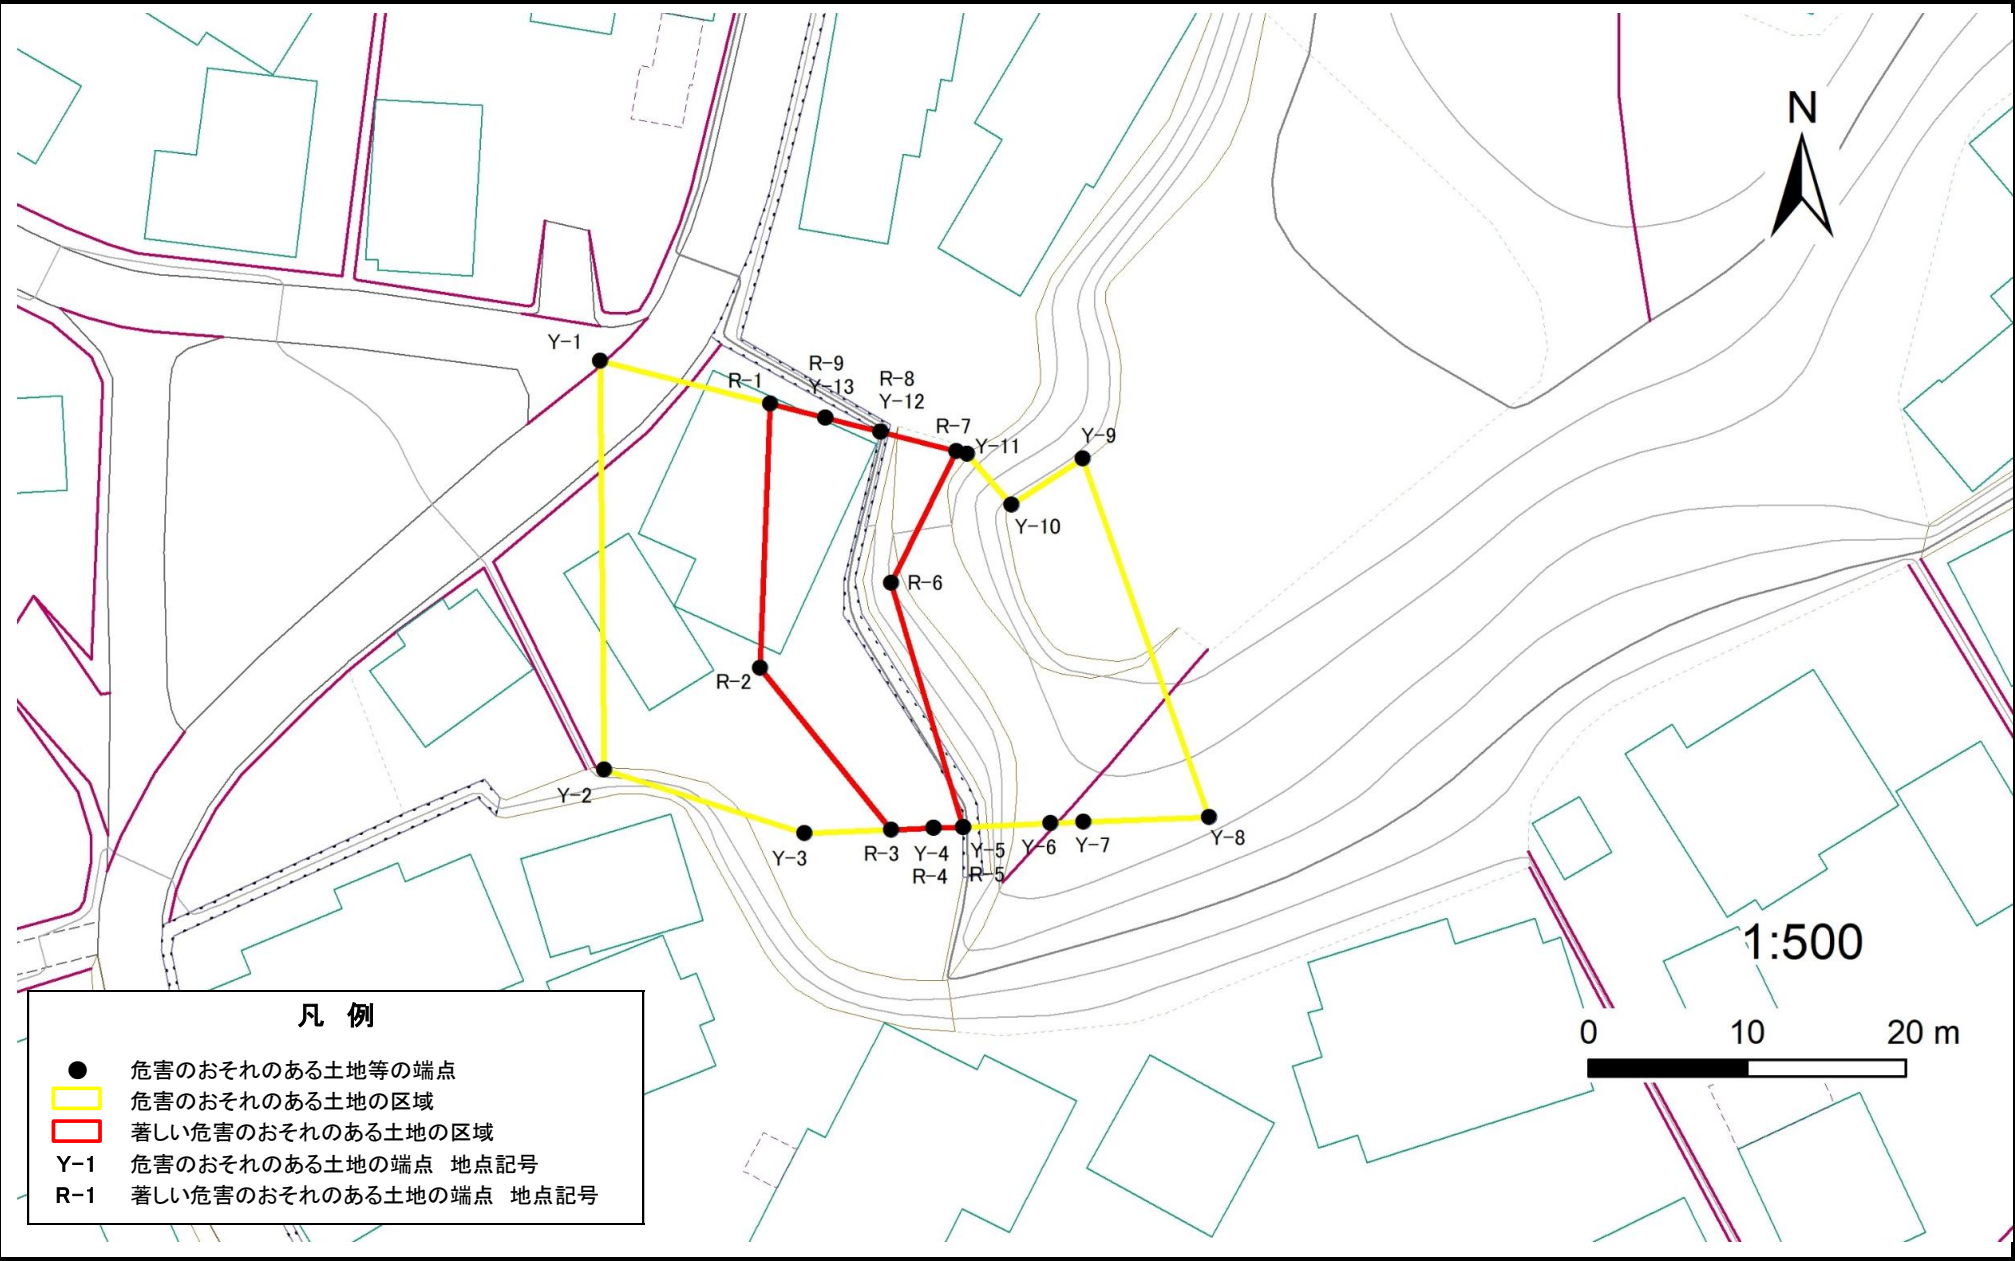 N
Y-1
R-9
Y-13
R-1
R-8
Y-12
R-7
Y-11
Y-9
Y-10
R-6
R-2
Y-2
Y-3
R-3
Y-4
R-4
Y-5
R-5
Y-6
Y-7
Y-8
1:500
0 10 20 m
凡 例
危害のおそれのある土地等の端点
危害のおそれのある土地の区域
著しい危害のおそれのある土地の区域
Y-1 危害のおそれのある土地の端点 地点記号
R-1 著しい危害のおそれのある土地の端点 地点記号